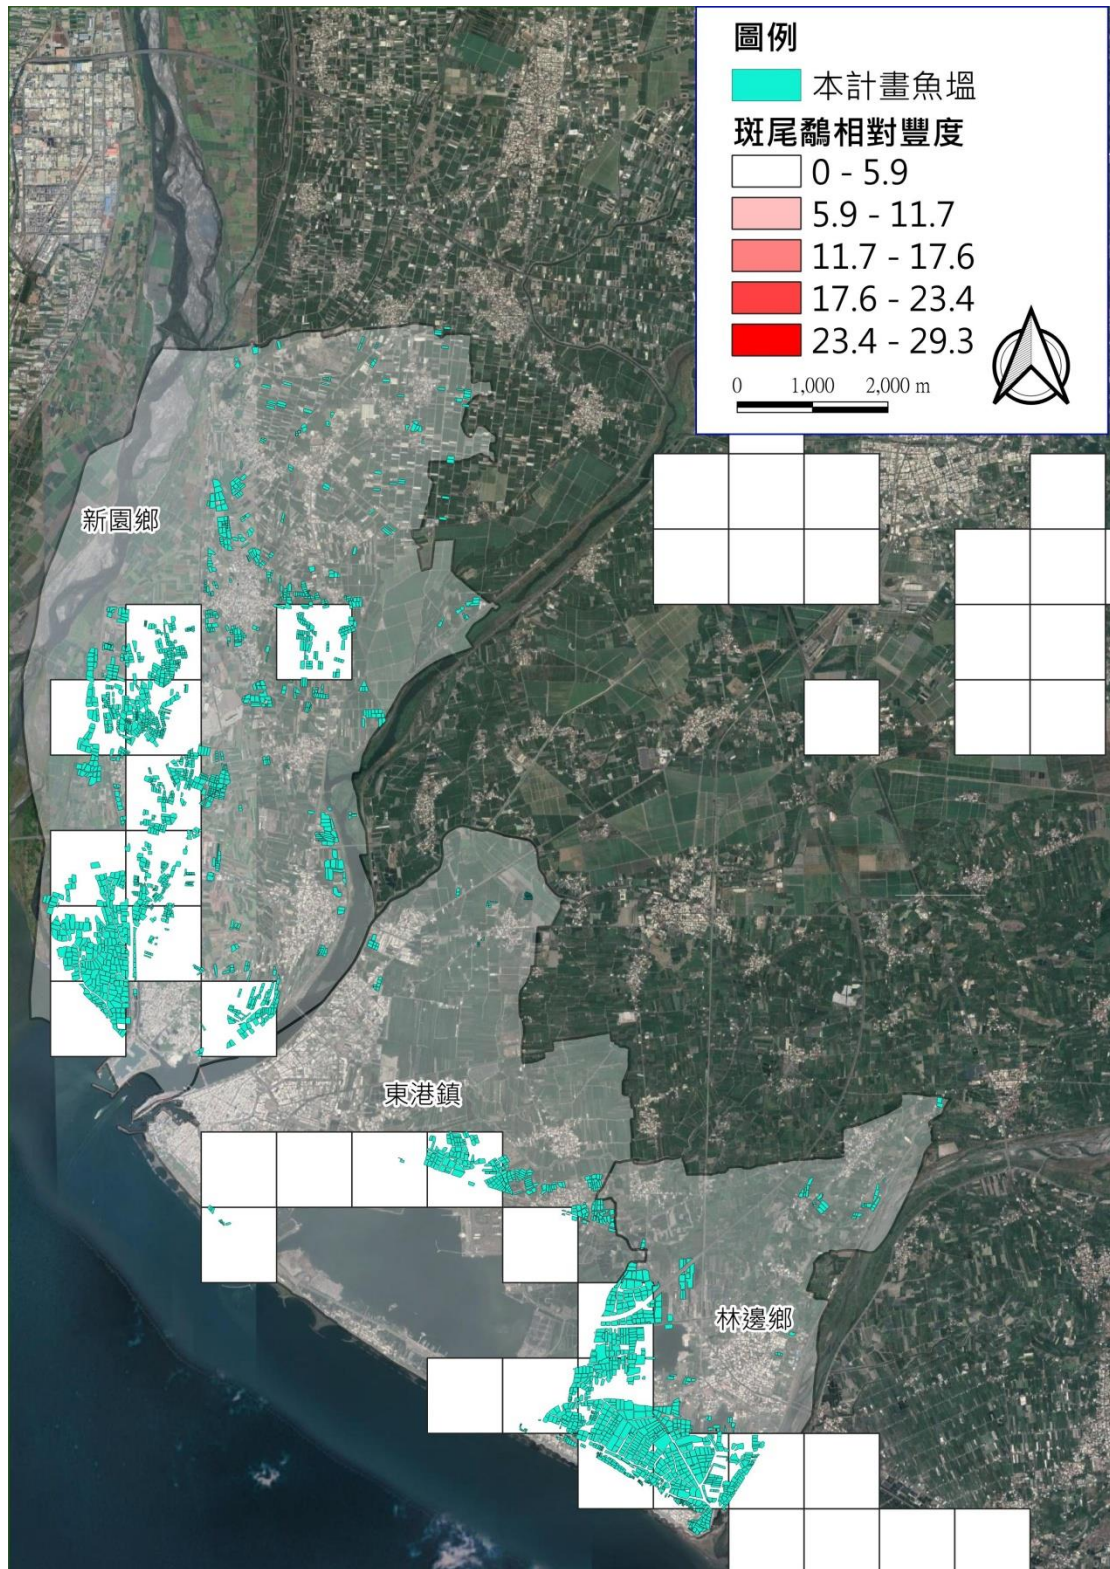 圖例
本計畫魚塭
斑尾鷸相對豐度
0 - 5.9
5.9 - 11.7
11.7 - 17.6
17.6 - 23.4
23.4 - 29.3
0 1,000 2,000 m
新園鄉
東港鎮
林邊鄉